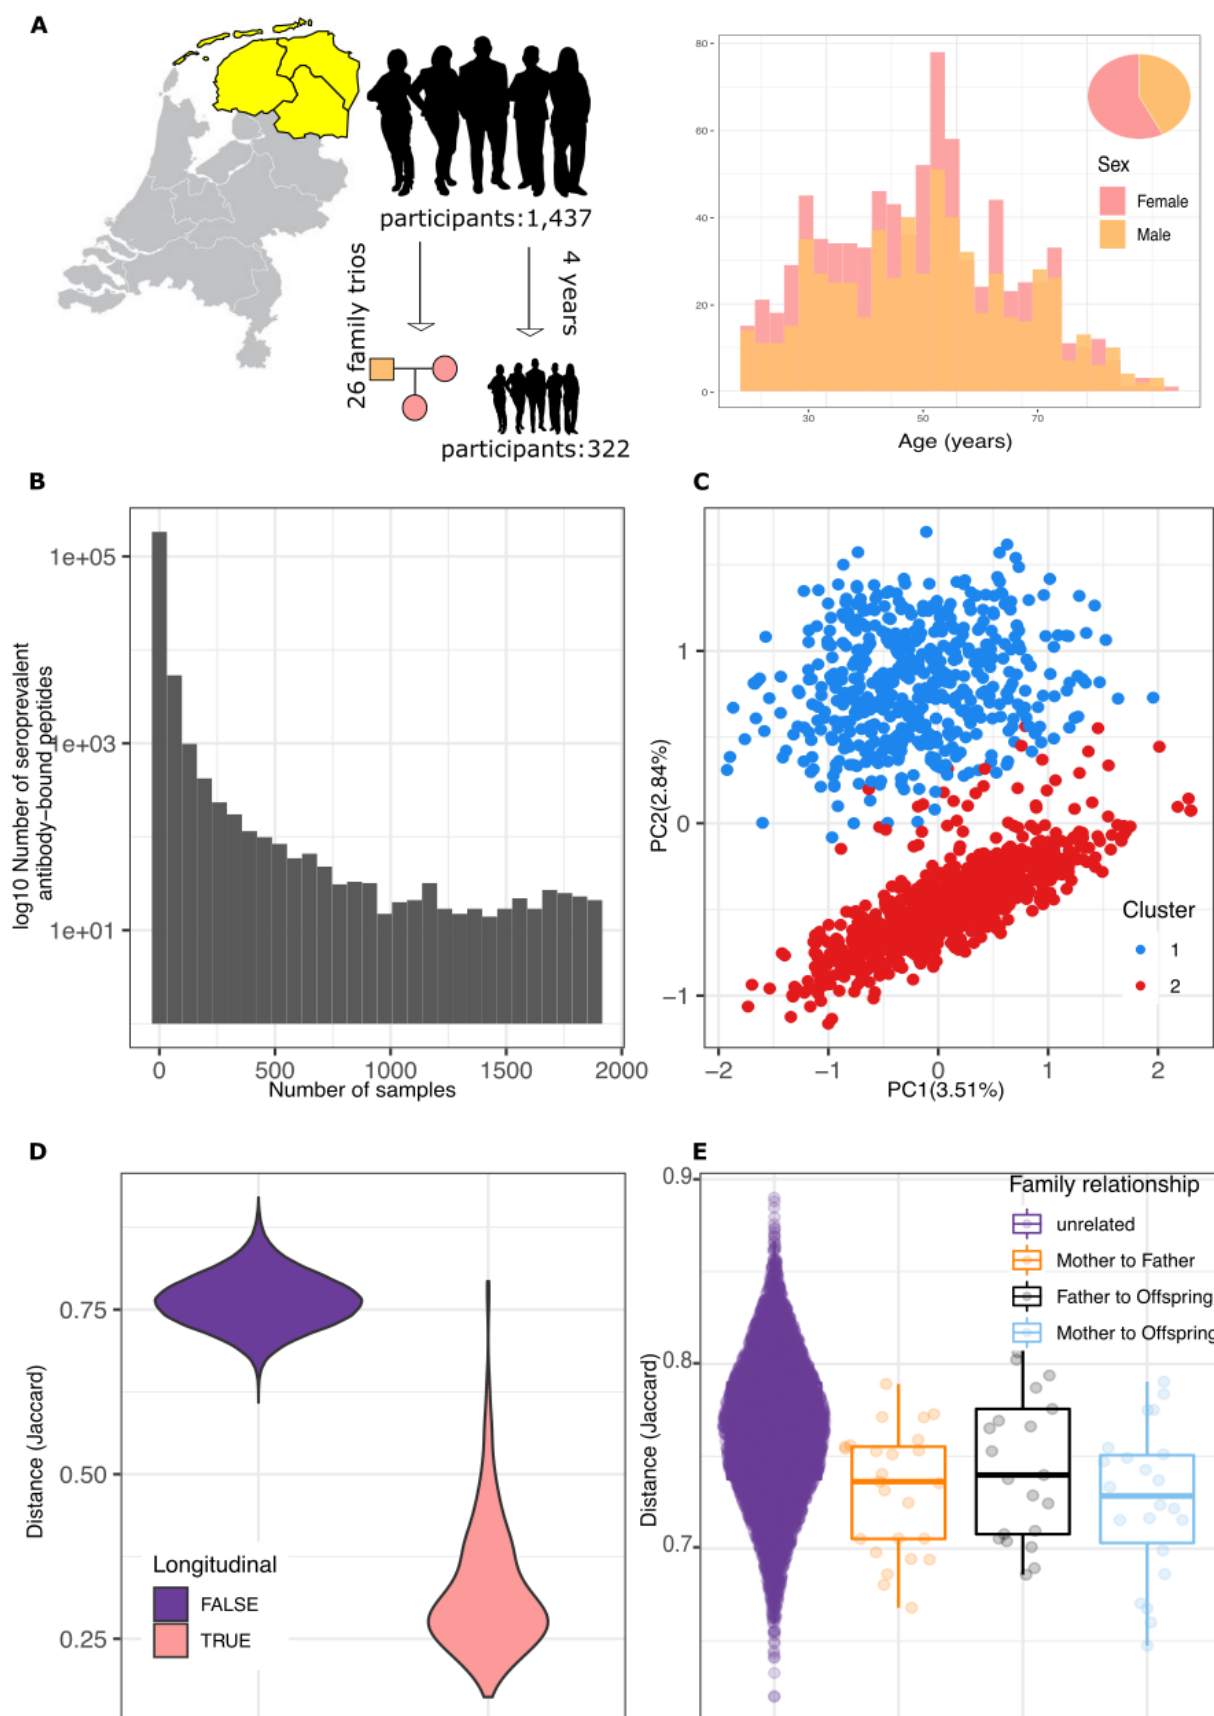 A
participants:1,437
26 family trios
4 years
participants:322
80
60
40
20
0
30
50
70
Age (years)
Sex
Female
Male
B
1e+05
1e+03
1e+01
log10 Number of seroprevalent
antibody−bound peptides
0
500
1000
1500
2000
Number of samples
C
1
0
−1
PC2(2.84%)
−2
−1
0
1
2
PC1(3.51%)
Cluster
1
2
D
0.75
0.50
0.25
Distance (Jaccard)
Longitudinal
FALSE
TRUE
E
0.9
0.8
0.7
Distance (Jaccard)
Family relationship
unrelated
Mother to Father
Father to Offspring
Mother to Offspring